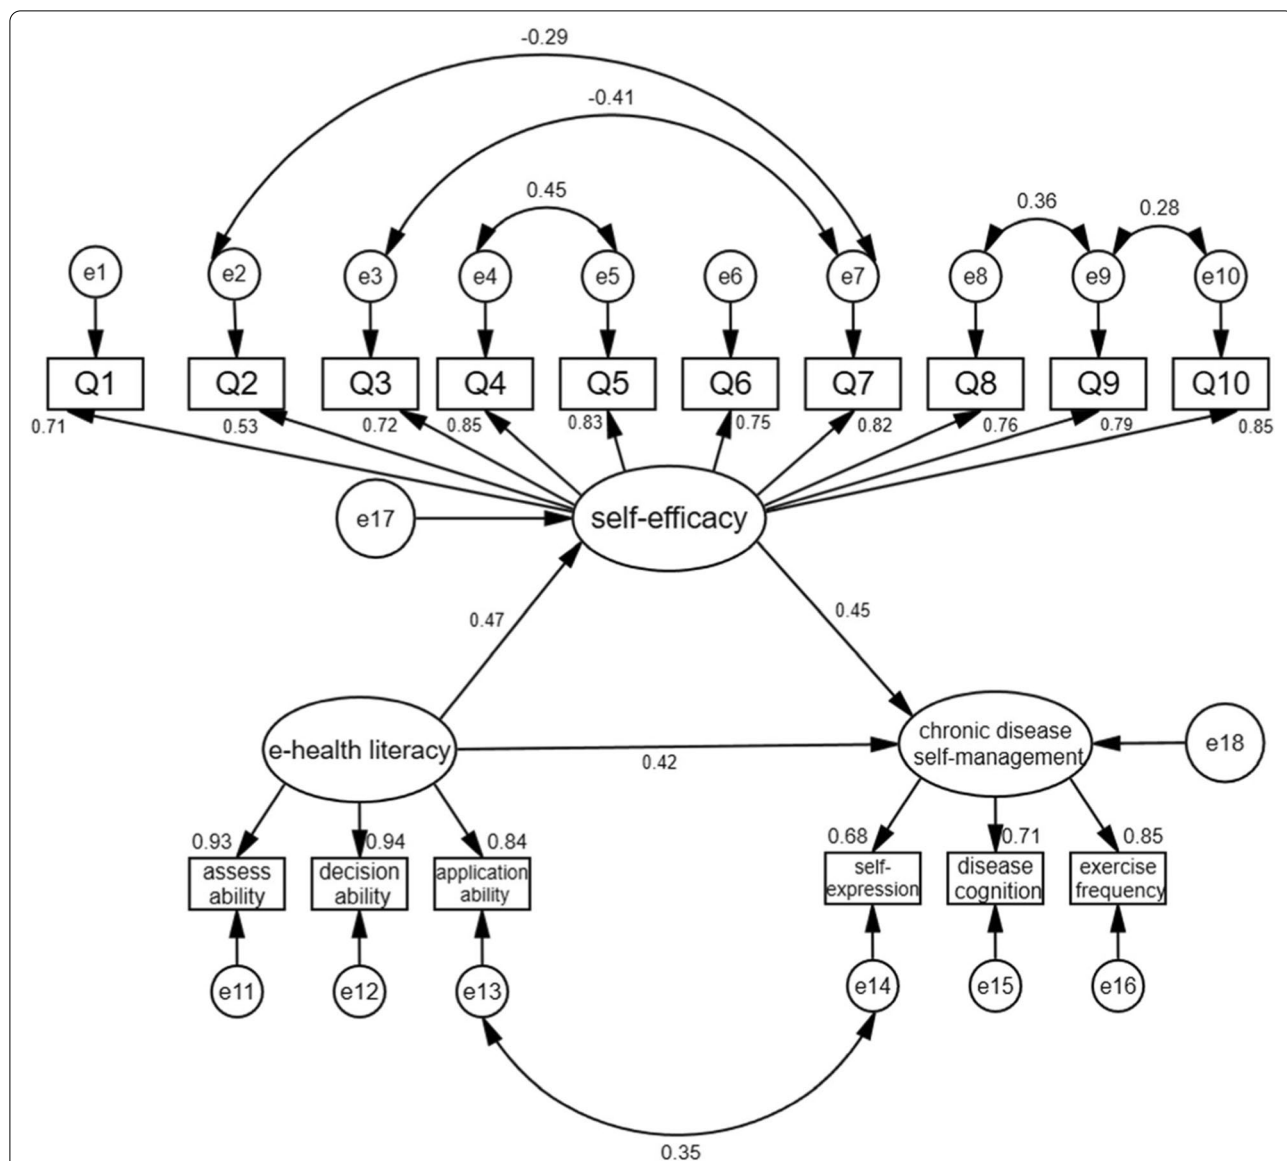 -0.29
-0.41
0.45
0.36
0.28
e1
e2
e3
e4
e5
e6
e7
e8
e9
e10
Q1
Q2
Q3
Q4
Q5
Q6
Q7
Q8
Q9
Q10
0.71
0.53
0.72
0.85
0.83
0.75
0.82
0.76
0.79
0.85
e17
self-efficacy
0.47
0.45
e-health literacy
0.42
chronic disease
self-management
e18
0.93
0.94
0.84
0.68
0.71
0.85
assess
ability
decision
ability
application
ability
self-
expression
disease
cognition
exercise
frequency
e11
e12
e13
e14
e15
e16
0.35